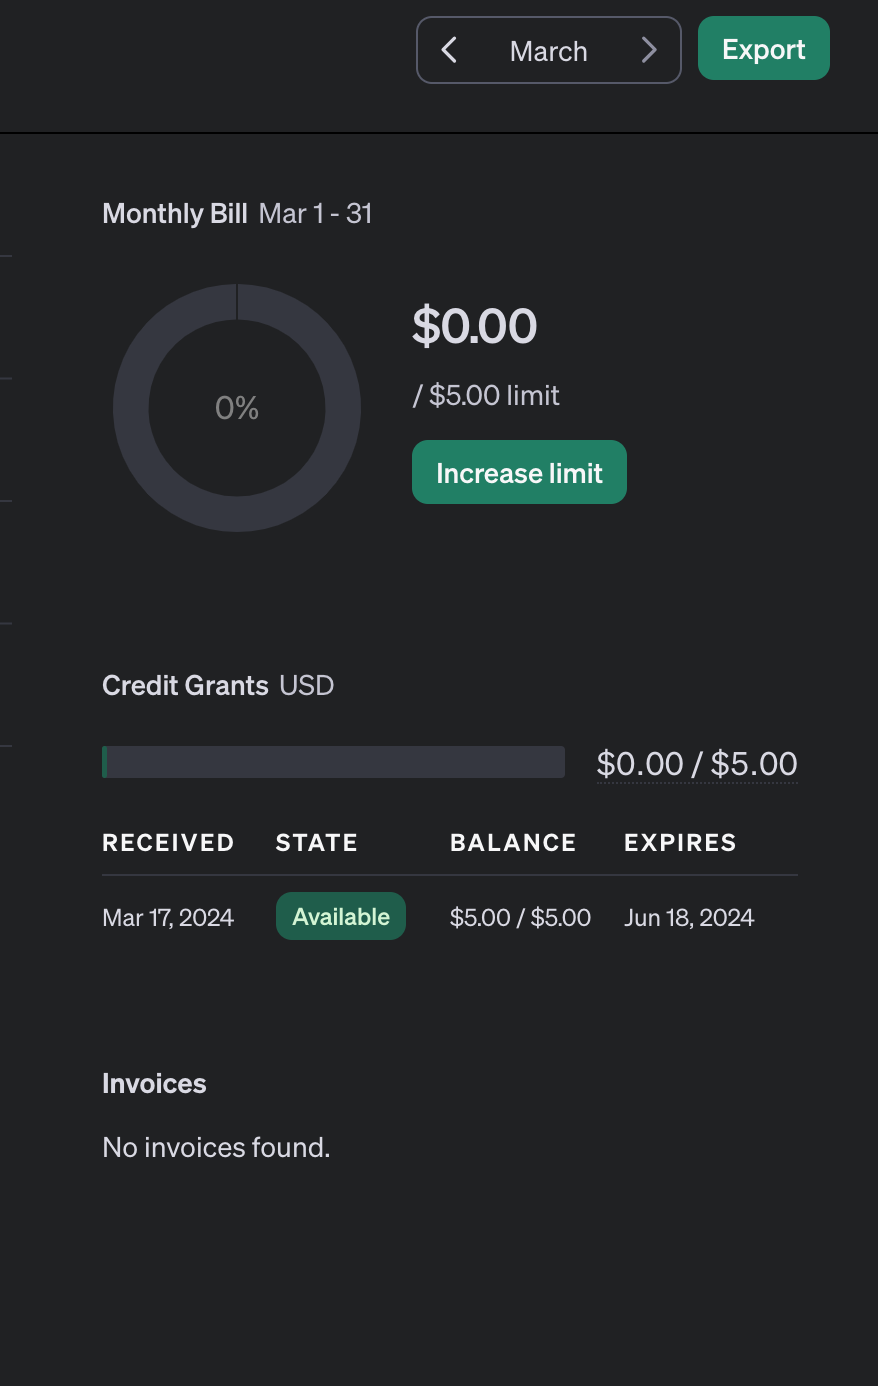 March
Export
Monthly Bill Mar 1 - 31
0%
$0.00
/ $5.00 limit
Increase limit
Credit Grants USD
$0.00 / $5.00
RECEIVED STATE BALANCE EXPIRES
Mar 17, 2024 Available $5.00 / $5.00 Jun 18, 2024
Invoices
No invoices found.